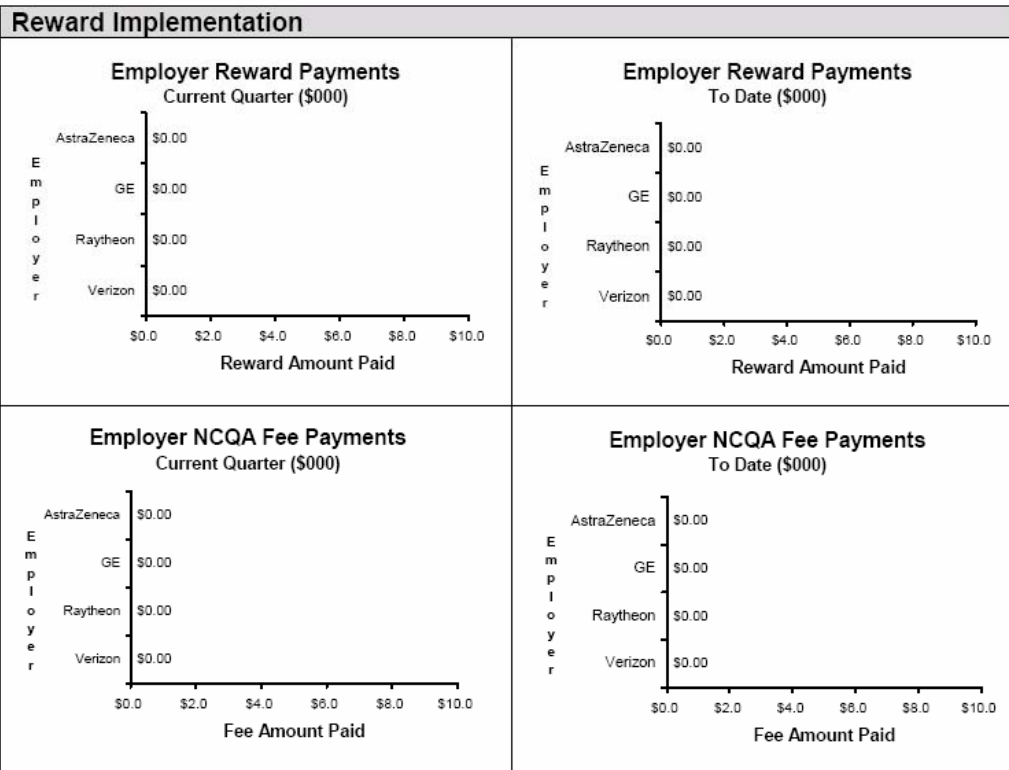 Reward Implementation
Employer Reward Payments
Current Quarter ($000)
Employer
AstraZeneca $0.00
GE $0.00
Raytheon $0.00
Verizon $0.00
$0.0 $2.0 $4.0 $6.0 $8.0 $10.0
Reward Amount Paid
Employer Reward Payments
To Date ($000)
Employer
AstraZeneca $0.00
GE $0.00
Raytheon $0.00
Verizon $0.00
$0.0 $2.0 $4.0 $6.0 $8.0 $10.0
Reward Amount Paid
Employer NCQA Fee Payments
Current Quarter ($000)
Employer
AstraZeneca $0.00
GE $0.00
Raytheon $0.00
Verizon $0.00
$0.0 $2.0 $4.0 $6.0 $8.0 $10.0
Fee Amount Paid
Employer NCQA Fee Payments
To Date ($000)
Employer
AstraZeneca $0.00
GE $0.00
Raytheon $0.00
Verizon $0.00
$0.0 $2.0 $4.0 $6.0 $8.0 $10.0
Fee Amount Paid